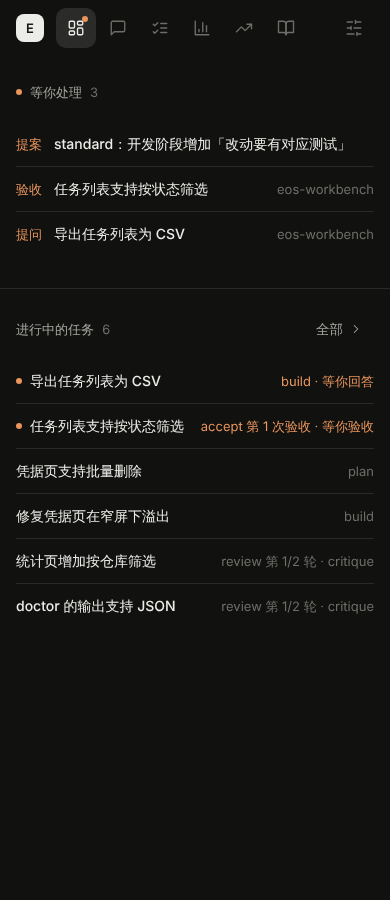 E
等你处理 3
提案 standard：开发阶段增加「改动要有对应测试」
验收 任务列表支持按状态筛选 eos-workbench
提问 导出任务列表为 CSV eos-workbench
进行中的任务 6 全部
导出任务列表为 CSV build · 等你回答
任务列表支持按状态筛选 accept 第 1 次验收 · 等你验收
凭据页支持批量删除 plan
修复凭据页在窄屏下溢出 build
统计页增加按仓库筛选 review 第 1/2 轮 · critique
doctor 的输出支持 JSON review 第 1/2 轮 · critique